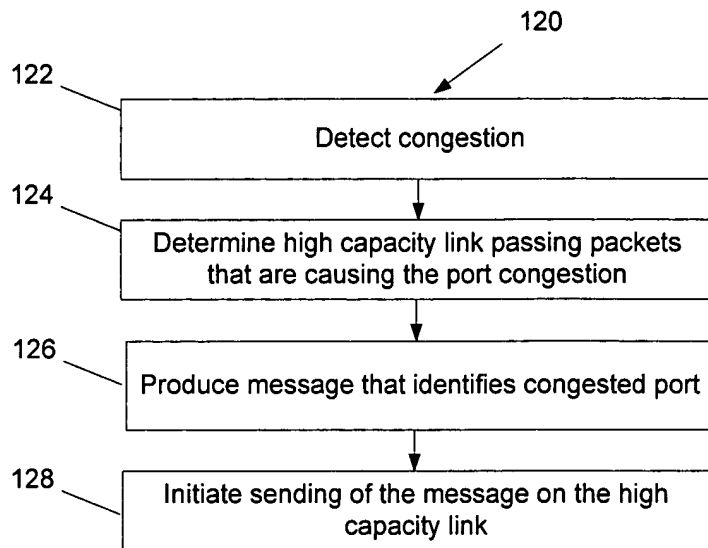 120
122
Detect congestion
124
Determine high capacity link passing packets
that are causing the port congestion
126
Produce message that identifies congested port
128
Initiate sending of the message on the high
capacity link